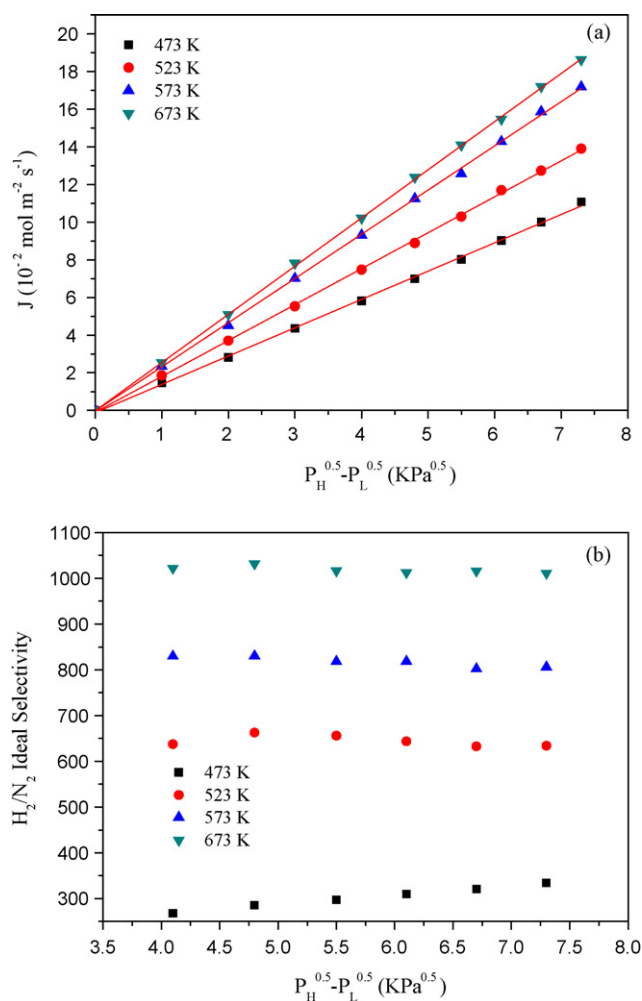 (a)
473 K
523 K
573 K
673 K
J (10⁻² mol m⁻² s⁻¹)
20
18
16
14
12
10
8
6
4
2
0
0 1 2 3 4 5 6 7 8
P_H^0.5-P_L^0.5 (KPa^0.5)
(b)
H₂/N₂ Ideal Selectivity
1100
1000
900
800
700
600
500
400
300
473 K
523 K
573 K
673 K
3.5 4.0 4.5 5.0 5.5 6.0 6.5 7.0 7.5 8.0
P_H^0.5-P_L^0.5 (KPa^0.5)